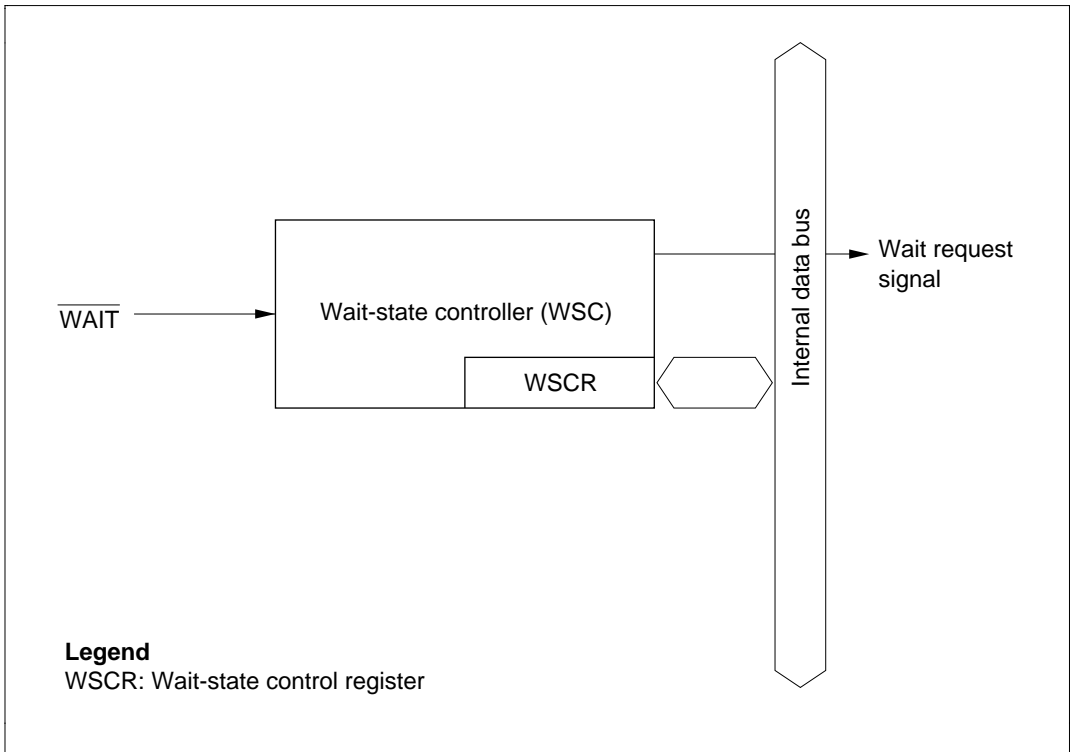 WAIT
Wait-state controller (WSC)
WSCR
Internal data bus
Wait request
signal
Legend
WSCR: Wait-state control register